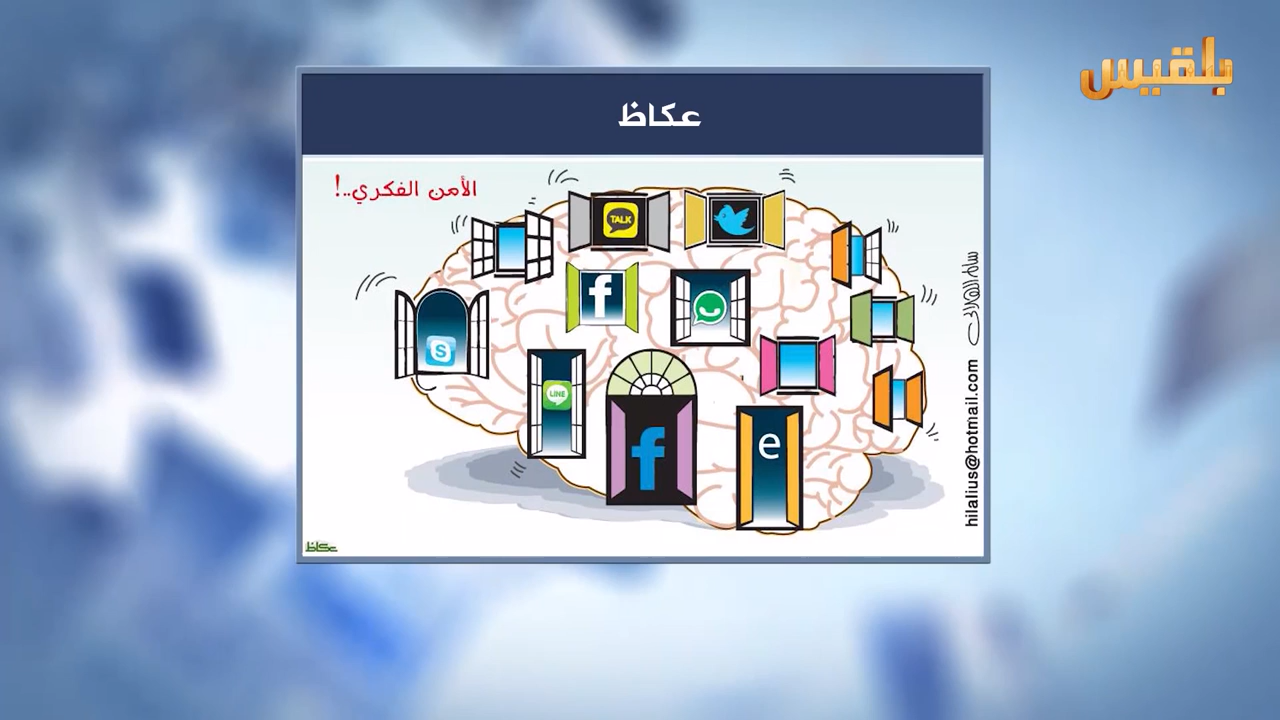 بلقيس
عكاظ
الأمن الفكري..!
TALK
f
S
LINE
f
e
hilalius@hotmail.com
عكاظ